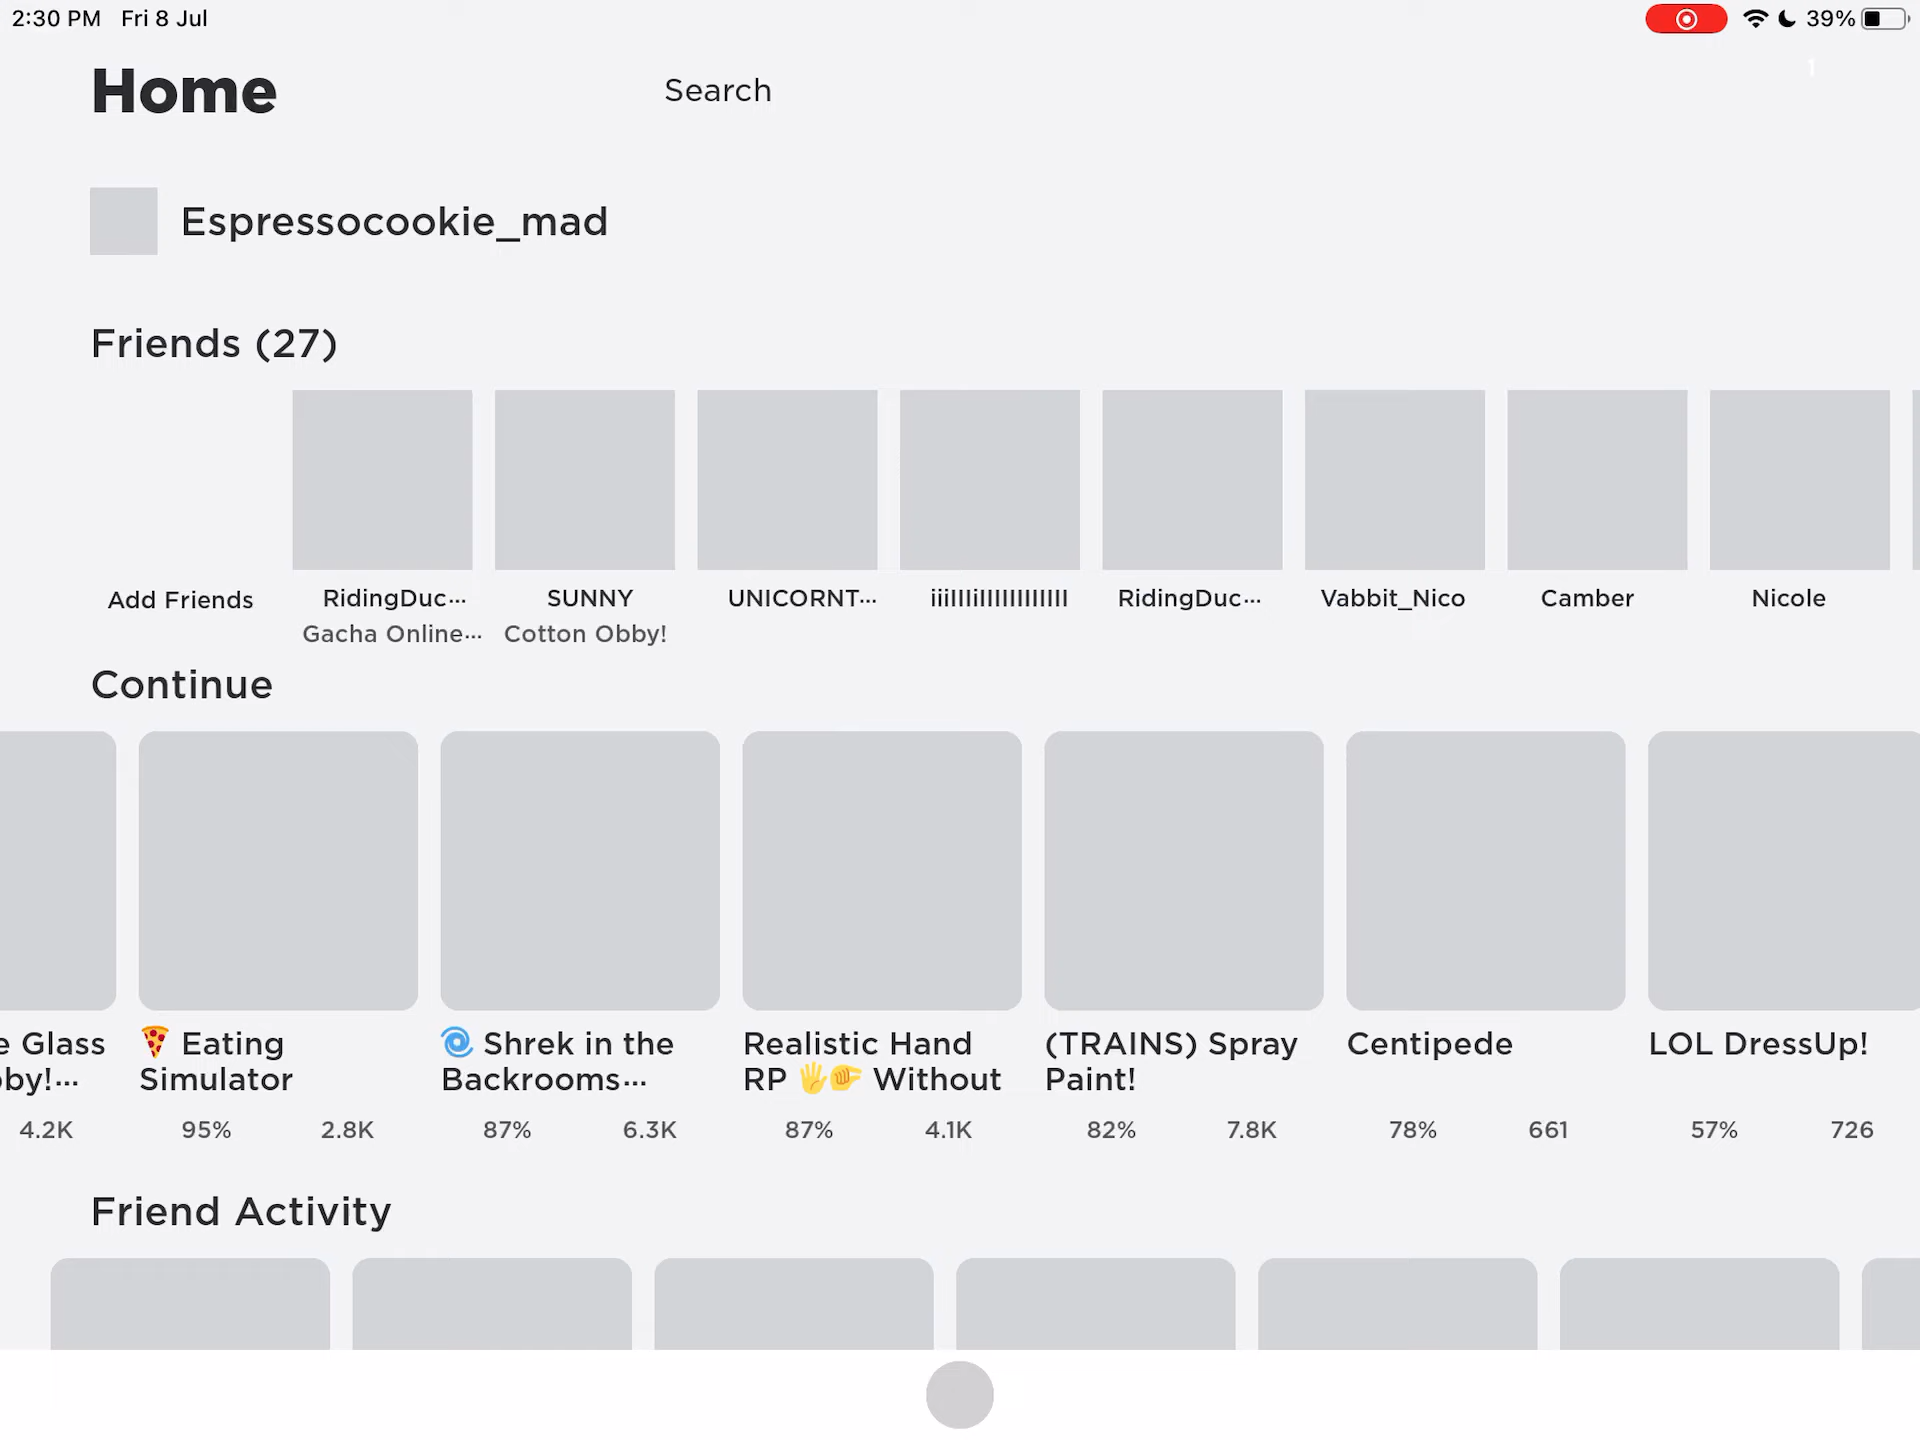 2:30 PM Fri 8 Jul
39%
1
Home
Search
Espressocookie_mad
Friends (27)
Add Friends
RidingDuc...
Gacha Online...
SUNNY
Cotton Obby!
UNICORNT...
RidingDuc...
Vabbit_Nico
Camber
Nicole
Continue
e Glass
by!...
4.2K
🍕 Eating
Simulator
95% 2.8K
🌀 Shrek in the
Backrooms...
87% 6.3K
Realistic Hand
RP 🖐️🤛 Without
87% 4.1K
(TRAINS) Spray
Paint!
82% 7.8K
Centipede
78% 661
LOL DressUp!
57% 726
Friend Activity